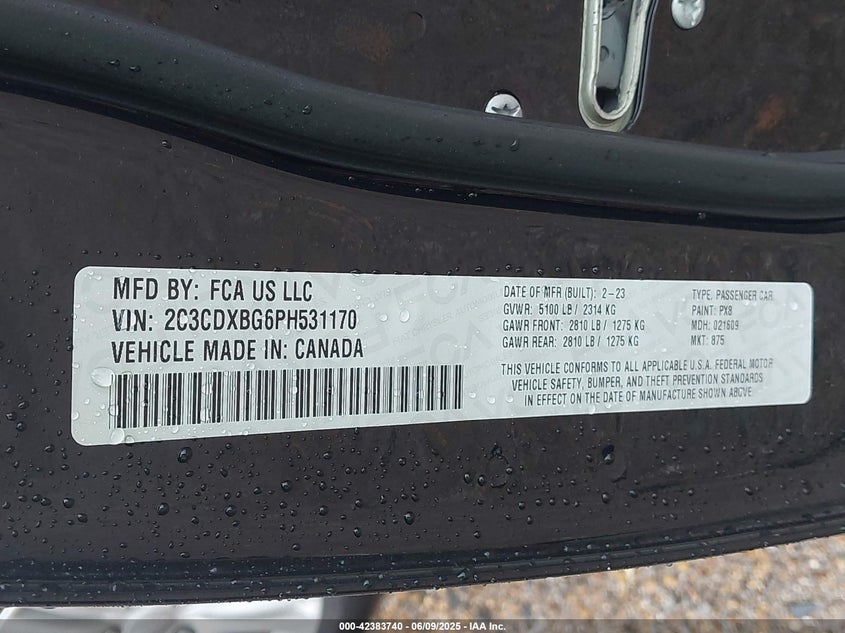 MFD BY: FCA US LLC
VIN: 2C3CDXBG6PH531170
VEHICLE MADE IN: CANADA
DATE OF MFR (BUILT): 2-23
GVWR: 5100 LB / 2314 KG
GAWR FRONT: 2810 LB / 1275 KG
GAWR REAR: 2810 LB / 1275 KG
TYPE: PASSENGER CAR
PAINT: PX8
MDH: 021609
MKT: 875
THIS VEHICLE CONFORMS TO ALL APPLICABLE U.S.A. FEDERAL MOTOR
VEHICLE SAFETY, BUMPER, AND THEFT PREVENTION STANDARDS
IN EFFECT ON THE DATE OF MANUFACTURE SHOWN ABOVE.
000-42383740 - 06/09/2025 - IAA Inc.